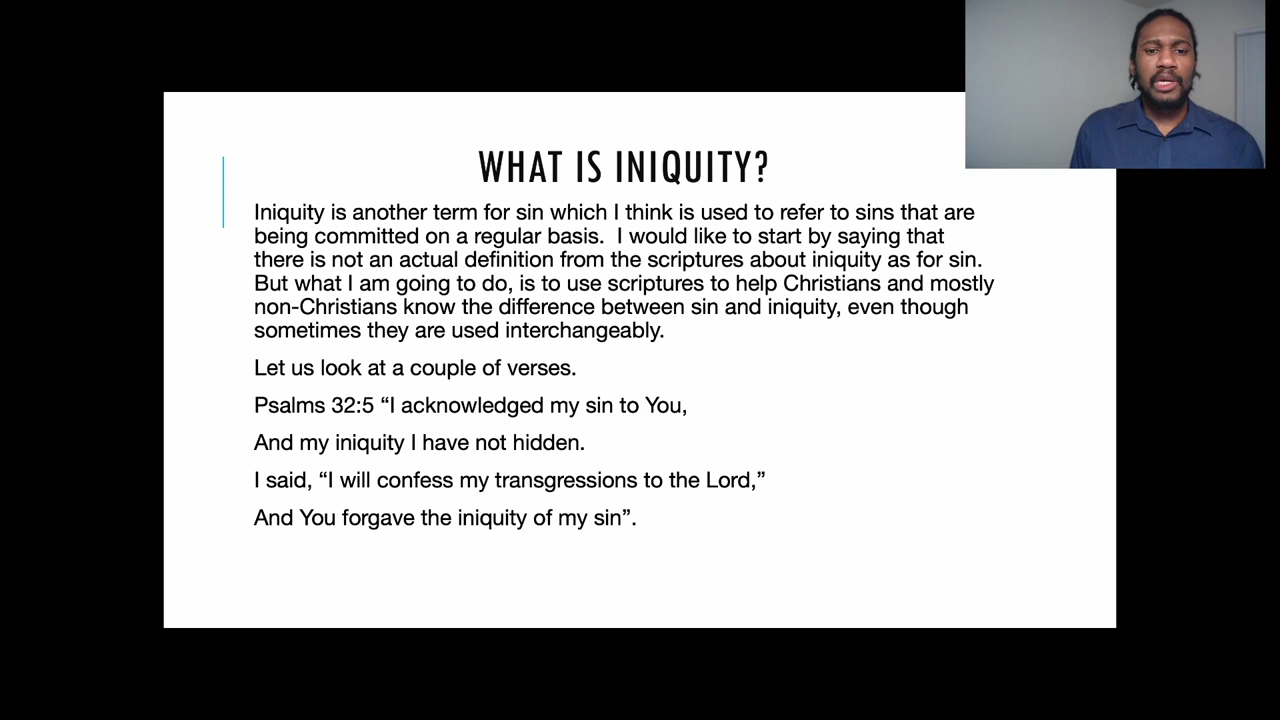 WHAT IS INIQUITY?
Iniquity is another term for sin which I think is used to refer to sins that are
being committed on a regular basis.  I would like to start by saying that
there is not an actual definition from the scriptures about iniquity as for sin.
But what I am going to do, is to use scriptures to help Christians and mostly
non-Christians know the difference between sin and iniquity, even though
sometimes they are used interchangeably.
Let us look at a couple of verses.
Psalms 32:5 “I acknowledged my sin to You,
And my iniquity I have not hidden.
I said, “I will confess my transgressions to the Lord,”
And You forgave the iniquity of my sin”.